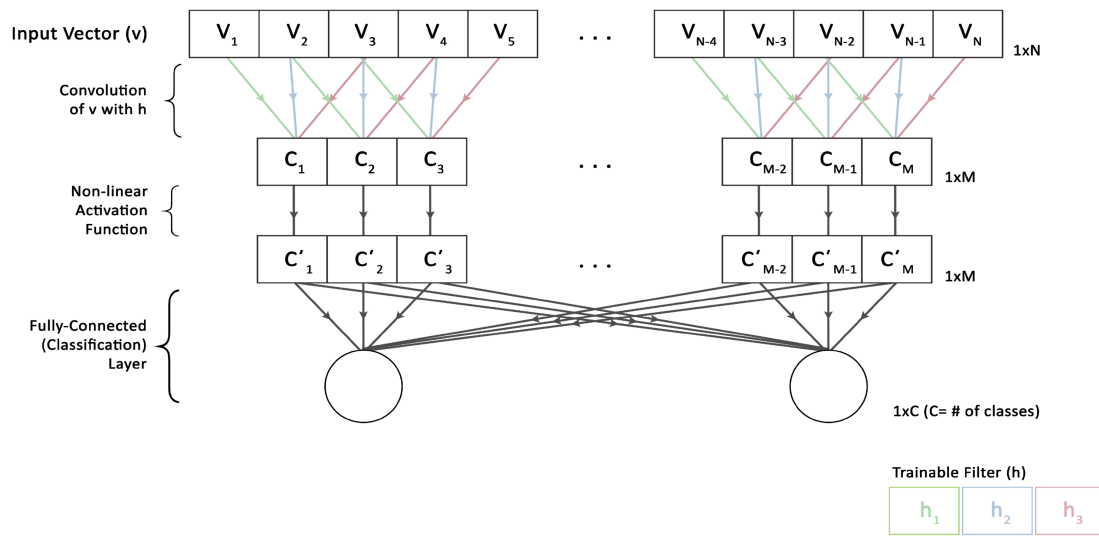 Input Vector (v)
V1 V2 V3 V4 V5 . . . VN-4 VN-3 VN-2 VN-1 VN
1xN
Convolution
of v with h
C1 C2 C3 . . . CM-2 CM-1 CM
1xM
Non-linear
Activation
Function
C′1 C′2 C′3 . . . C′M-2 C′M-1 C′M
1xM
Fully-Connected
(Classification)
Layer
1xC (C= # of classes)
Trainable Filter (h)
h1 h2 h3